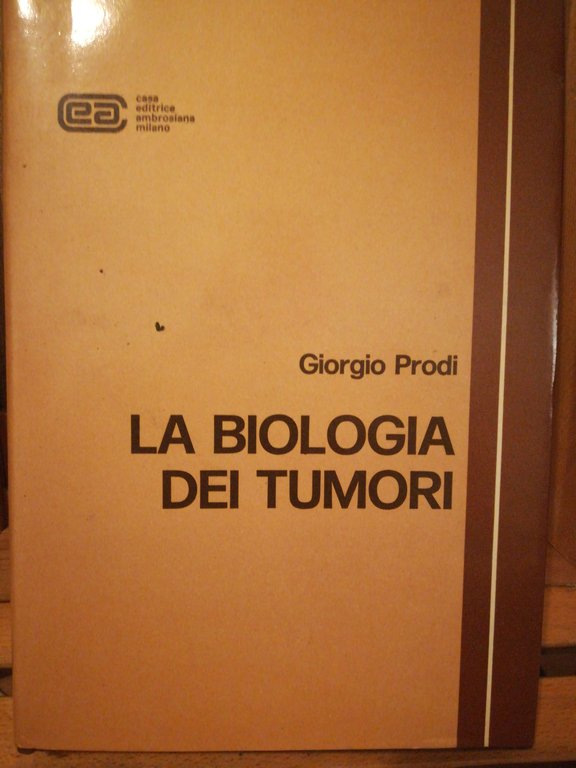 cea
casa
editrice
ambrosiana
milano
Giorgio Prodi
LA BIOLOGIA
DEI TUMORI